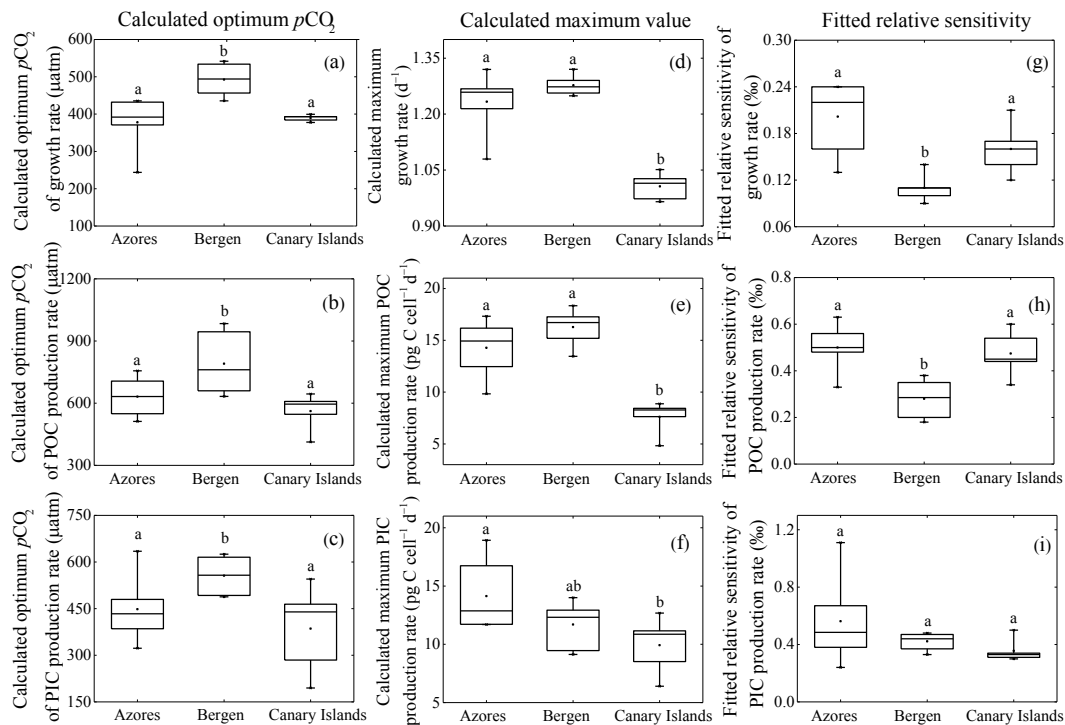 Calculated optimum pCO₂
Calculated maximum value
Fitted relative sensitivity
Calculated optimum pCO₂
of growth rate (μatm)
600
500
400
300
200
100
a
b
a
(a)
Azores
Bergen
Canary Islands
Calculated maximum
growth rate (d⁻¹)
1.35
1.20
1.05
0.90
a
a
b
(d)
Azores
Bergen
Canary Islands
Fitted relative sensitivity of
growth rate (‰)
0.30
0.24
0.18
0.12
0.06
a
b
a
(g)
Azores
Bergen
Canary Islands
Calculated optimum pCO₂
of POC production rate (μatm)
1200
900
600
300
a
b
a
(b)
Azores
Bergen
Canary Islands
Calculated maximum POC
production rate (pg C cell⁻¹ d⁻¹)
20
15
10
5
a
a
b
(e)
Azores
Bergen
Canary Islands
Fitted relative sensitivity of
POC production rate (‰)
0.8
0.6
0.4
0.2
0.0
a
b
a
(h)
Azores
Bergen
Canary Islands
Calculated optimum pCO₂
of PIC production rate (μatm)
750
600
450
300
150
a
b
a
(c)
Azores
Bergen
Canary Islands
Calculated maximum PIC
production rate (pg C cell⁻¹ d⁻¹)
20
15
10
5
a
ab
b
(f)
Azores
Bergen
Canary Islands
Fitted relative sensitivity of
PIC production rate (‰)
1.2
0.8
0.4
0.0
a
a
a
(i)
Azores
Bergen
Canary Islands